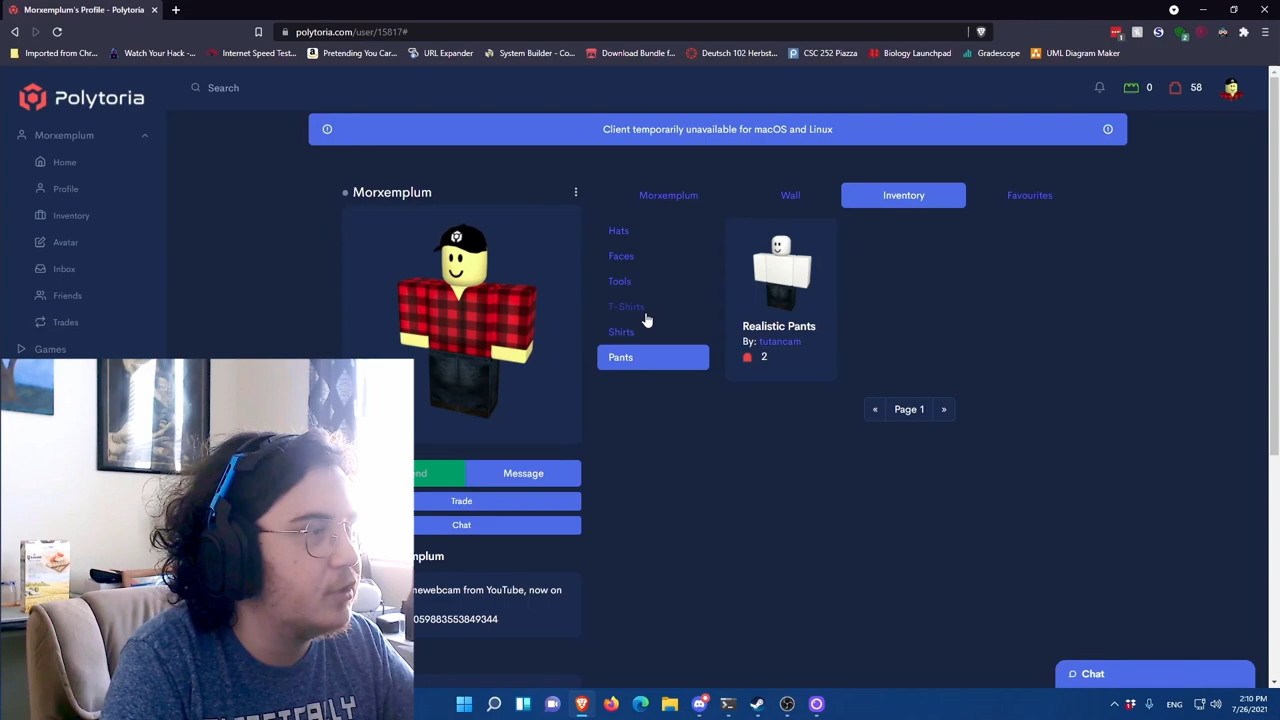 Morxemplum's Profile - Polytoria
polytoria.com/user/15817#
Imported from Chr...
Watch Your Hack -...
Internet Speed Test...
Pretending You Car...
URL Expander
System Builder - Co...
Download Bundle f...
Deutsch 102 Herbst...
CSC 252 Piazza
Biology Launchpad
Gradescope
UML Diagram Maker
Polytoria
Search
0
58
Morxemplum
Home
Profile
Inventory
Avatar
Inbox
Friends
Trades
Games
Client temporarily unavailable for macOS and Linux
Morxemplum
Morxemplum
Wall
Inventory
Favourites
Hats
Faces
Tools
T-Shirts
Shirts
Pants
Realistic Pants
By: tutancam
2
« Page 1 »
Message
Trade
Chat
mplum
newebcam from YouTube, now on
059883553849344
Chat
2:10 PM
7/26/2021